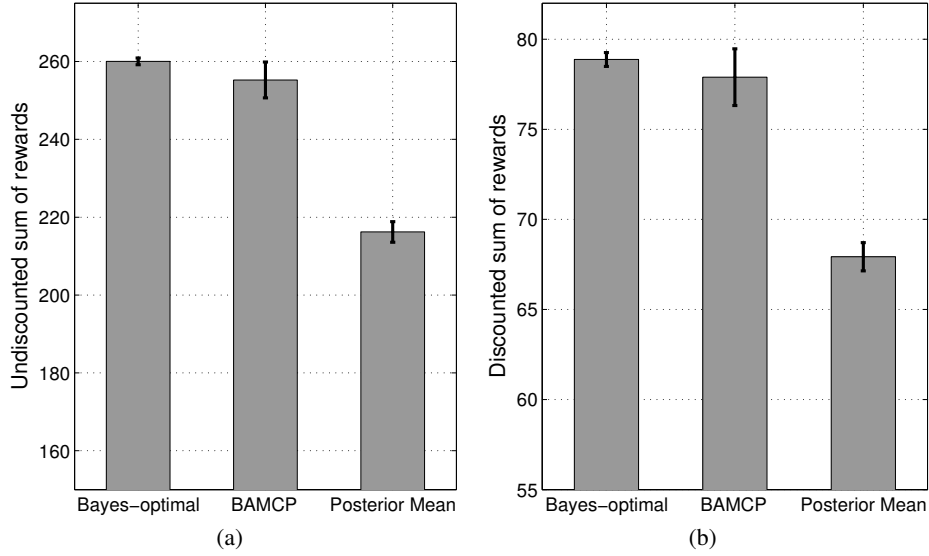 Undiscounted sum of rewards
260
240
220
200
180
160
Bayes−optimal BAMCP Posterior Mean
(a)
Discounted sum of rewards
80
75
70
65
60
55
Bayes−optimal BAMCP Posterior Mean
(b)